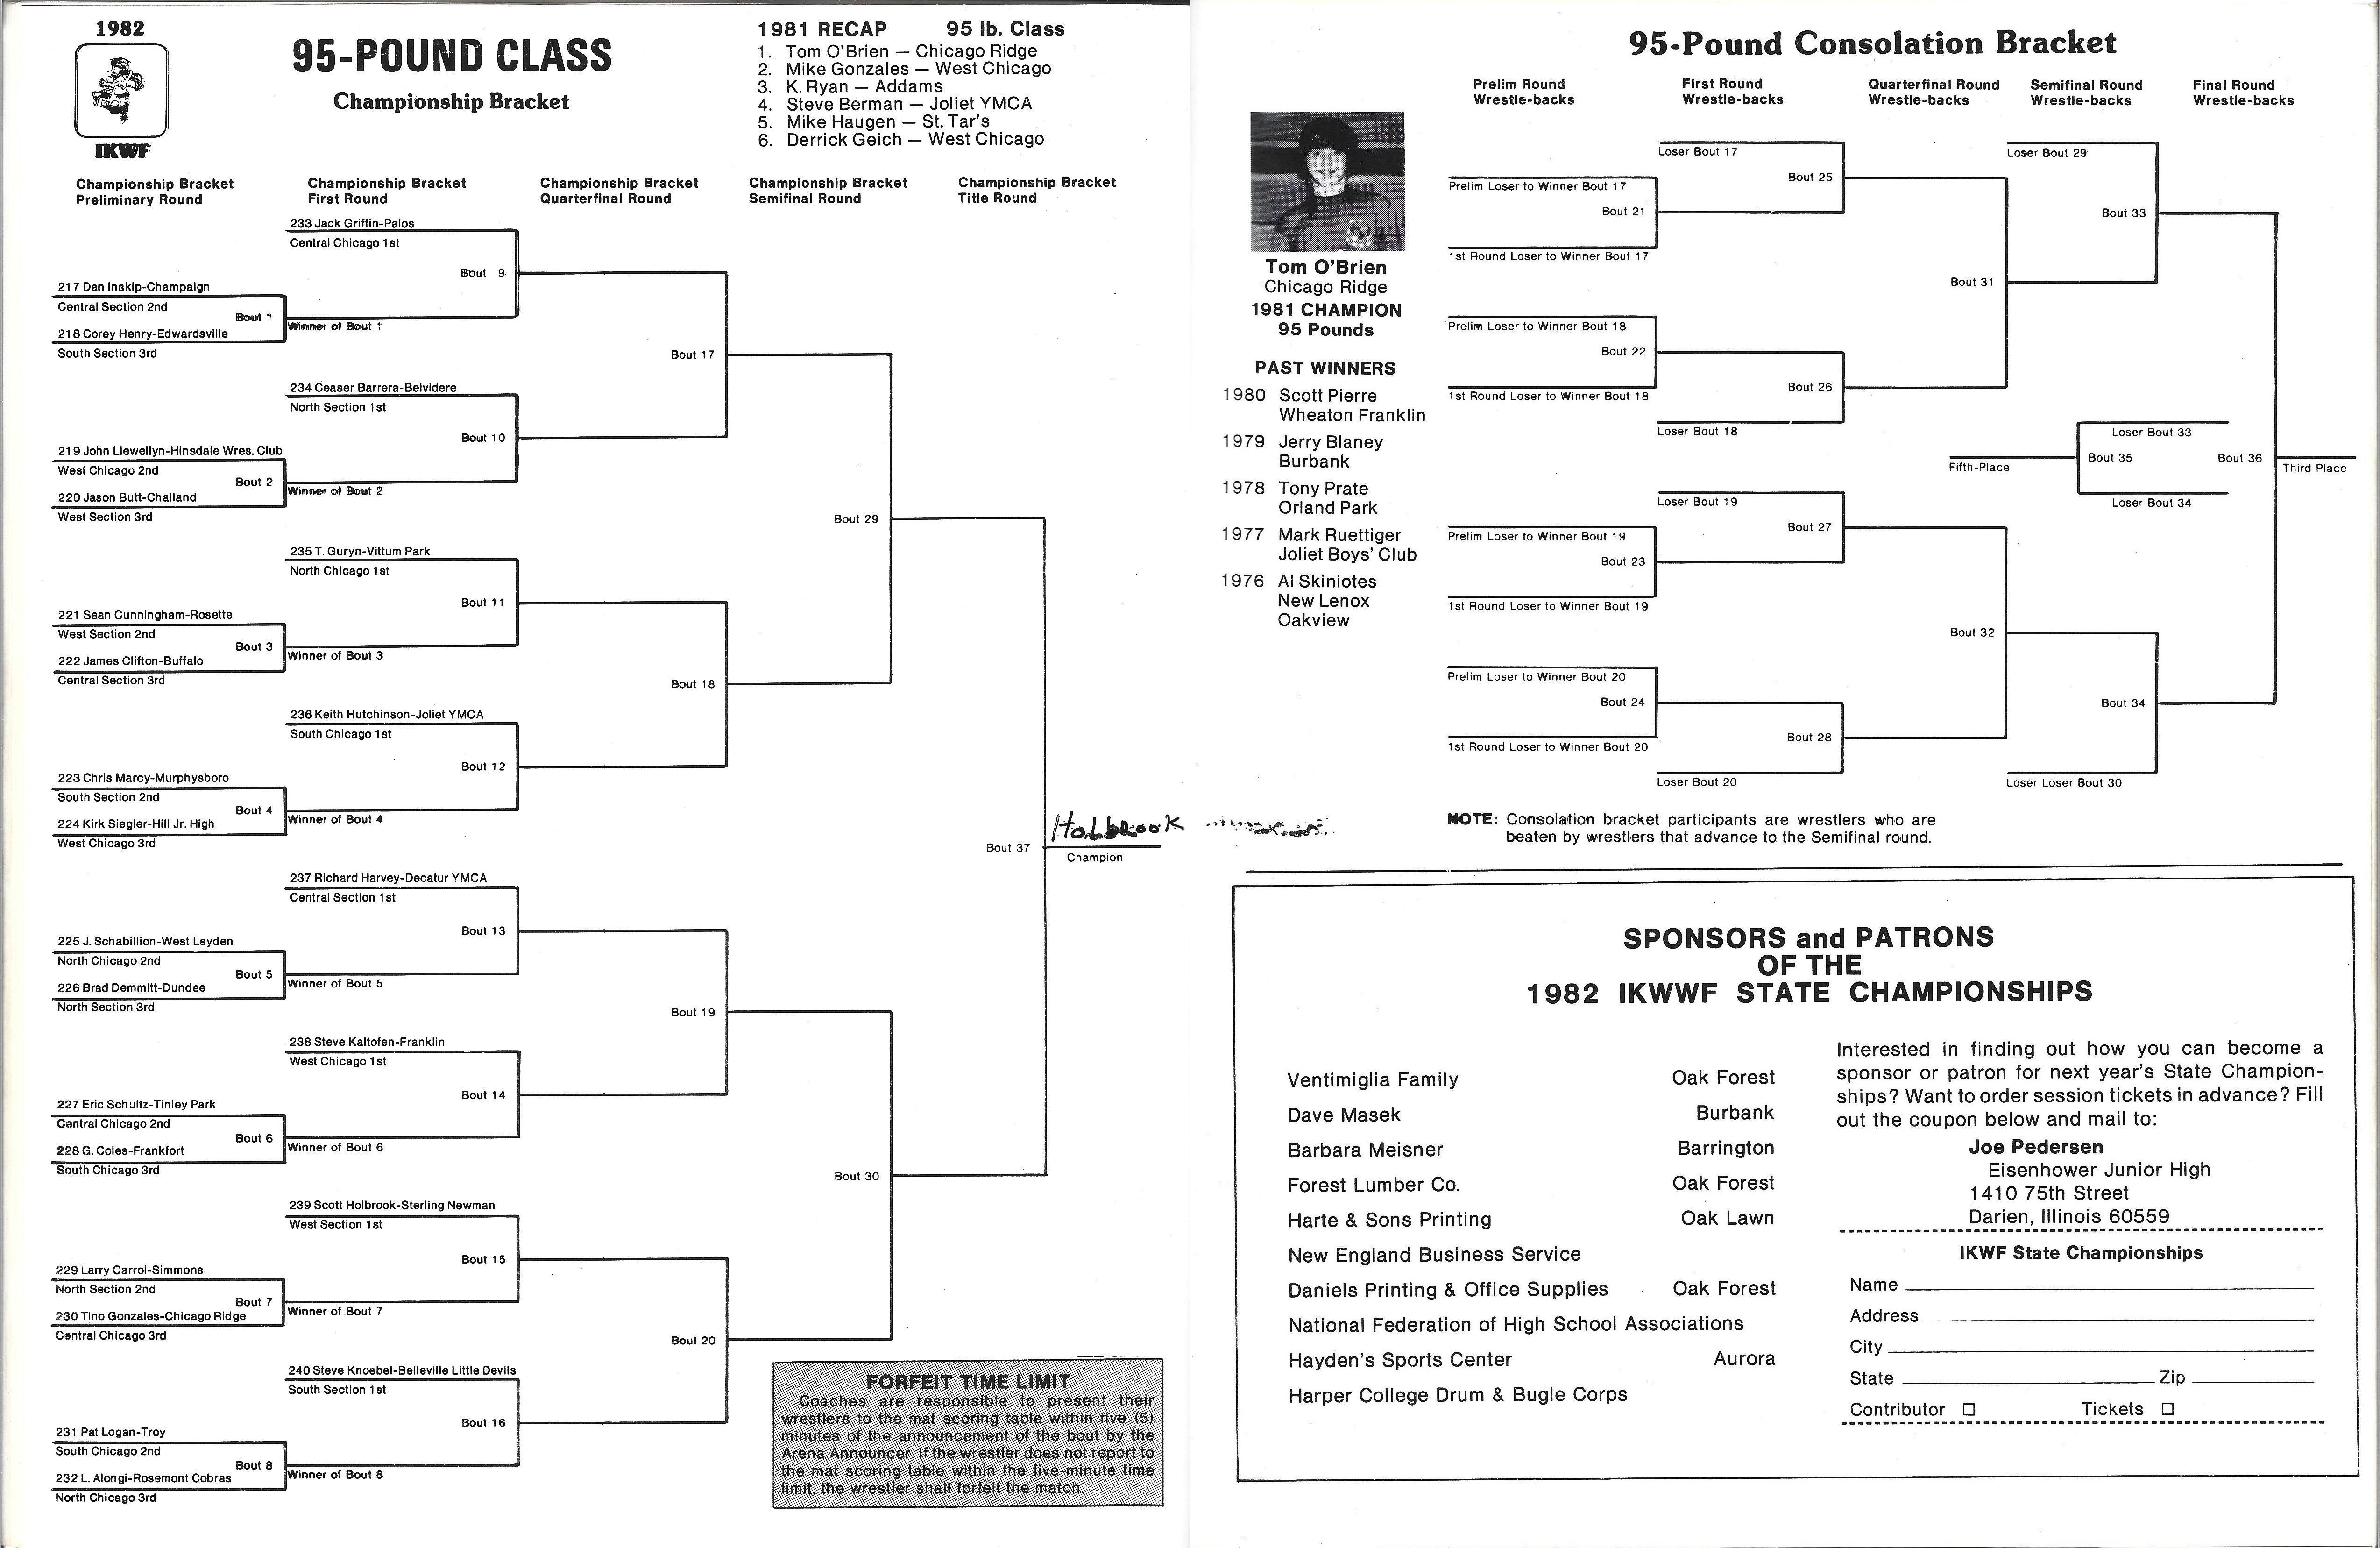 1982
IKWF
95-POUND CLASS
Championship Bracket
1981 RECAP 95 lb. Class
1. Tom O'Brien — Chicago Ridge
2. Mike Gonzales — West Chicago
3. K. Ryan — Addams
4. Steve Berman — Joliet YMCA
5. Mike Haugen — St. Tar's
6. Derrick Geich — West Chicago
Championship Bracket Preliminary Round
Championship Bracket First Round
Championship Bracket Quarterfinal Round
Championship Bracket Semifinal Round
Championship Bracket Title Round
233 Jack Griffin-Palos
Central Chicago 1st
Bout 9
217 Dan Inskip-Champaign
Central Section 2nd
Bout 1
Winner of Bout 1
218 Corey Henry-Edwardsville
South Section 3rd
Bout 17
234 Ceaser Barrera-Belvidere
North Section 1st
Bout 10
219 John Llewellyn-Hinsdale Wres. Club
West Chicago 2nd
Bout 2
Winner of Bout 2
220 Jason Butt-Challand
West Section 3rd
Bout 29
235 T. Guryn-Vittum Park
North Chicago 1st
Bout 11
221 Sean Cunningham-Rosette
West Section 2nd
Bout 3
Winner of Bout 3
222 James Clifton-Buffalo
Central Section 3rd
Bout 18
236 Keith Hutchinson-Joliet YMCA
South Chicago 1st
Bout 12
223 Chris Marcy-Murphysboro
South Section 2nd
Bout 4
Winner of Bout 4
224 Kirk Siegler-Hill Jr. High
West Chicago 3rd
Holbrook
Bout 37
Champion
237 Richard Harvey-Decatur YMCA
Central Section 1st
Bout 13
225 J. Schabillion-West Leyden
North Chicago 2nd
Bout 5
Winner of Bout 5
226 Brad Demmitt-Dundee
North Section 3rd
Bout 19
238 Steve Kaltofen-Franklin
West Chicago 1st
Bout 14
227 Eric Schultz-Tinley Park
Central Chicago 2nd
Bout 6
Winner of Bout 6
228 G. Coles-Frankfort
South Chicago 3rd
Bout 30
239 Scott Holbrook-Sterling Newman
West Section 1st
Bout 15
229 Larry Carrol-Simmons
North Section 2nd
Bout 7
Winner of Bout 7
230 Tino Gonzales-Chicago Ridge
Central Chicago 3rd
Bout 20
240 Steve Knoebel-Belleville Little Devils
South Section 1st
Bout 16
231 Pat Logan-Troy
South Chicago 2nd
Bout 8
Winner of Bout 8
232 L. Alongi-Rosemont Cobras
North Chicago 3rd
FORFEIT TIME LIMIT
Coaches are responsible to present their
wrestlers to the mat scoring table within five (5)
minutes of the announcement of the bout by the
Arena Announcer. If the wrestler does not report to
the mat scoring table within the five-minute time
limit, the wrestler shall forfeit the match.
95-Pound Consolation Bracket
Prelim Round Wrestle-backs
First Round Wrestle-backs
Quarterfinal Round Wrestle-backs
Semifinal Round Wrestle-backs
Final Round Wrestle-backs
Tom O'Brien
Chicago Ridge
1981 CHAMPION
95 Pounds
PAST WINNERS
1980 Scott Pierre
Wheaton Franklin
1979 Jerry Blaney
Burbank
1978 Tony Prate
Orland Park
1977 Mark Ruettiger
Joliet Boys' Club
1976 Al Skiniotes
New Lenox
Oakview
Loser Bout 17
Bout 25
Prelim Loser to Winner Bout 17
Bout 21
1st Round Loser to Winner Bout 17
Loser Bout 29
Bout 33
Bout 31
Prelim Loser to Winner Bout 18
Bout 22
1st Round Loser to Winner Bout 18
Bout 26
Loser Bout 18
Loser Bout 33
Fifth-Place
Bout 35
Bout 36
Third Place
Loser Bout 34
Loser Bout 19
Bout 27
Prelim Loser to Winner Bout 19
Bout 23
1st Round Loser to Winner Bout 19
Bout 32
Prelim Loser to Winner Bout 20
Bout 24
1st Round Loser to Winner Bout 20
Bout 28
Loser Bout 20
Bout 34
Loser Loser Bout 30
NOTE: Consolation bracket participants are wrestlers who are
beaten by wrestlers that advance to the Semifinal round.
SPONSORS and PATRONS
OF THE
1982 IKWWF STATE CHAMPIONSHIPS
Ventimiglia Family Oak Forest
Dave Masek Burbank
Barbara Meisner Barrington
Forest Lumber Co. Oak Forest
Harte & Sons Printing Oak Lawn
New England Business Service
Daniels Printing & Office Supplies Oak Forest
National Federation of High School Associations
Hayden's Sports Center Aurora
Harper College Drum & Bugle Corps
Interested in finding out how you can become a
sponsor or patron for next year's State Champion-
ships? Want to order session tickets in advance? Fill
out the coupon below and mail to:
Joe Pedersen
Eisenhower Junior High
1410 75th Street
Darien, Illinois 60559
IKWF State Championships
Name
Address
City
State Zip
Contributor Tickets